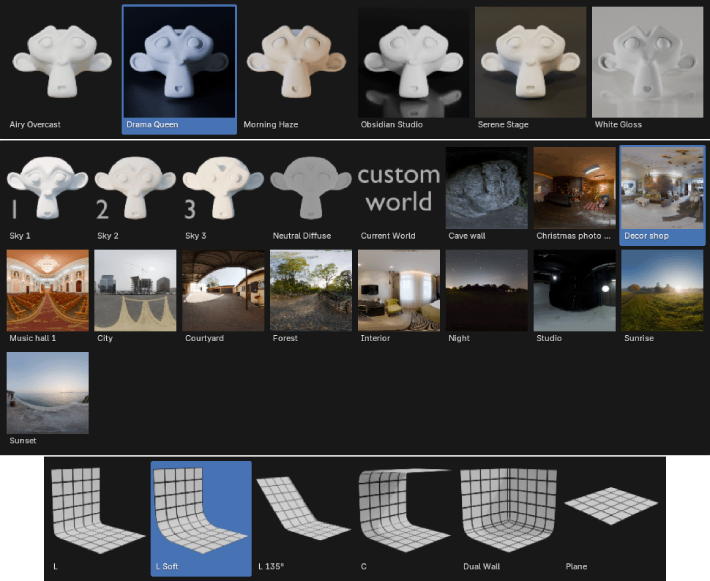 Airy Overcast
Drama Queen
Morning Haze
Obsidian Studio
Serene Stage
White Gloss
1
2
3
custom
world
Sky 1
Sky 2
Sky 3
Neutral Diffuse
Current World
Cave wall
Christmas photo ...
Decor shop
Music hall 1
City
Courtyard
Forest
Interior
Night
Studio
Sunrise
Sunset
L
L Soft
L 135°
C
Dual Wall
Plane